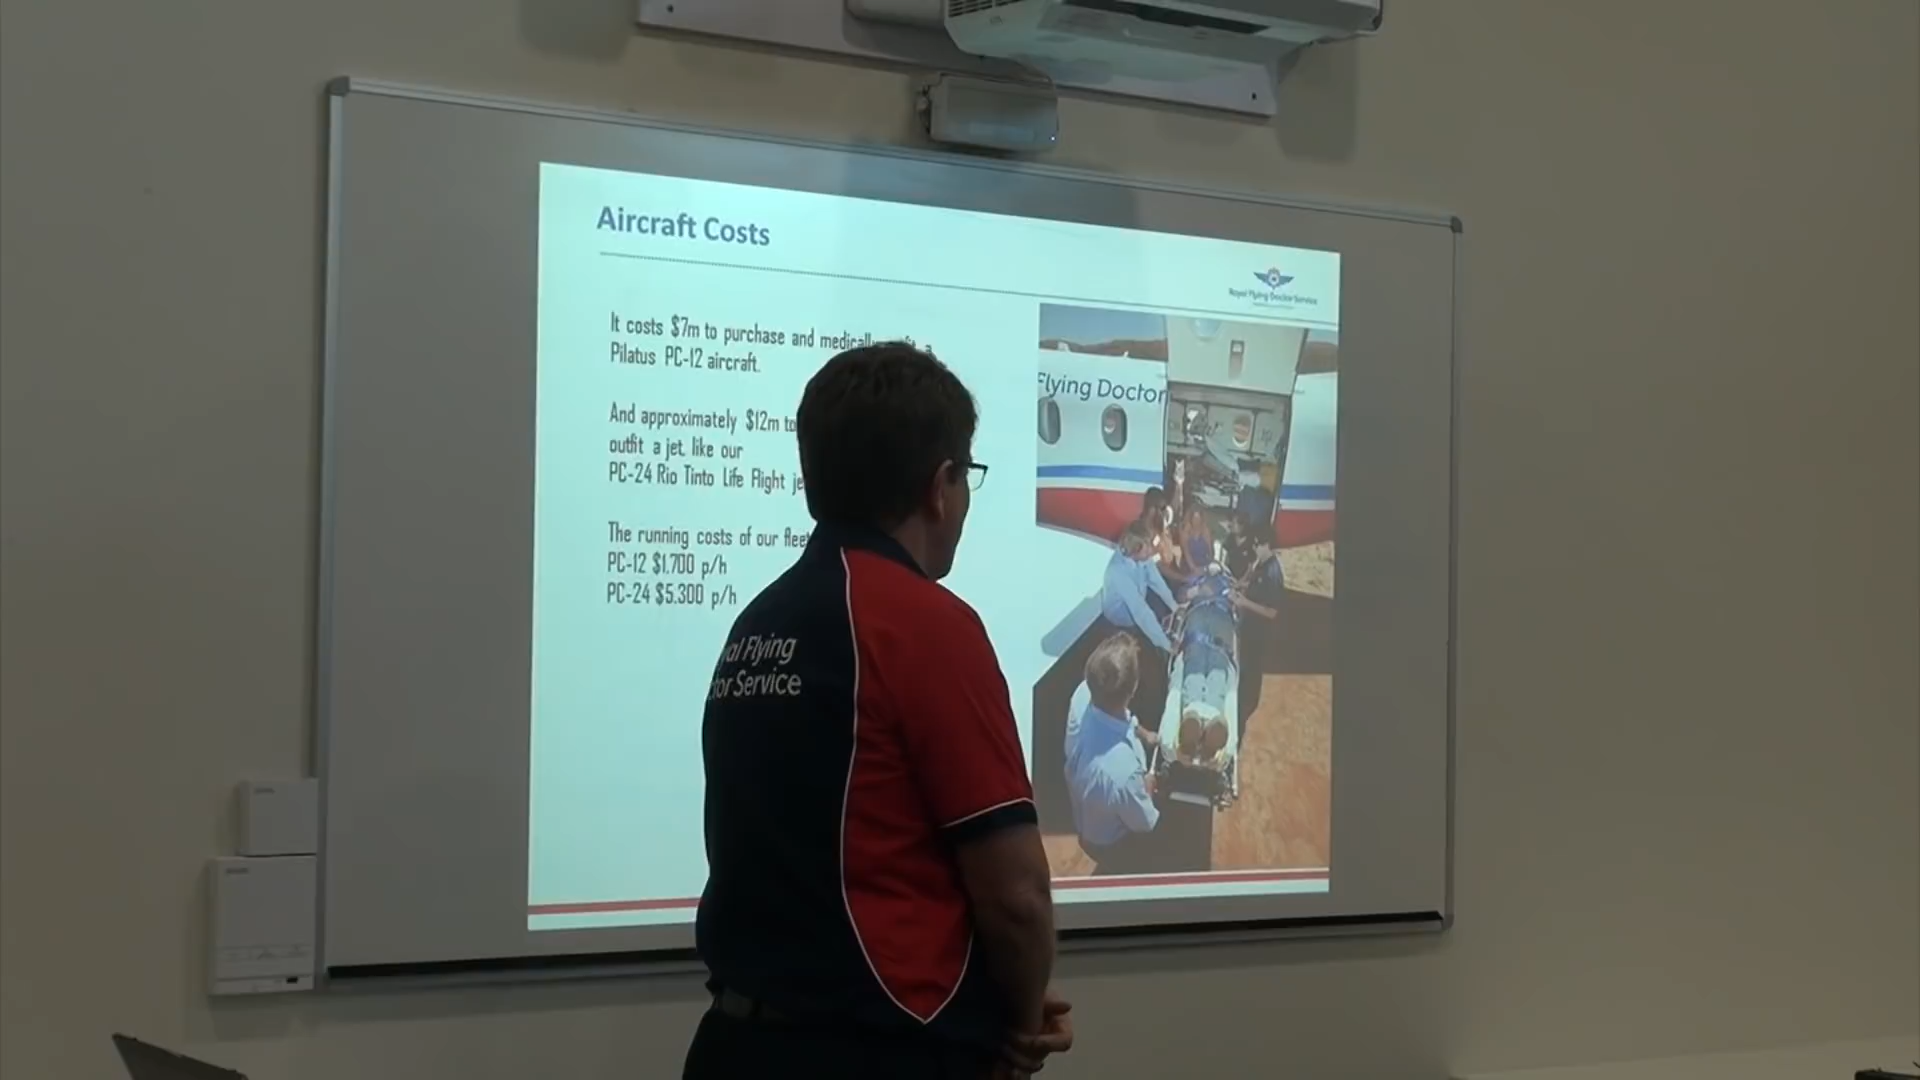 Aircraft Costs
Royal Flying Doctor Service
It costs $7m to purchase and medically a
Pilatus PC-12 aircraft.
And approximately $12m to
outfit a jet, like our
PC-24 Rio Tinto Life Flight
The running costs of our fleet
PC-12 $1.700 p/h
PC-24 $5.300 p/h
Flying Doctor
Flying
Service